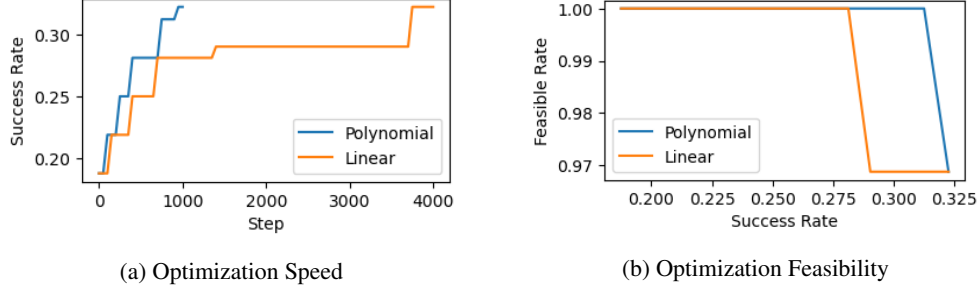 Success Rate
0.30
0.25
0.20
Polynomial
Linear
0
1000
2000
3000
4000
Step
(a) Optimization Speed
Feasible Rate
1.00
0.99
0.98
0.97
Polynomial
Linear
0.200
0.225
0.250
0.275
0.300
0.325
Success Rate
(b) Optimization Feasibility